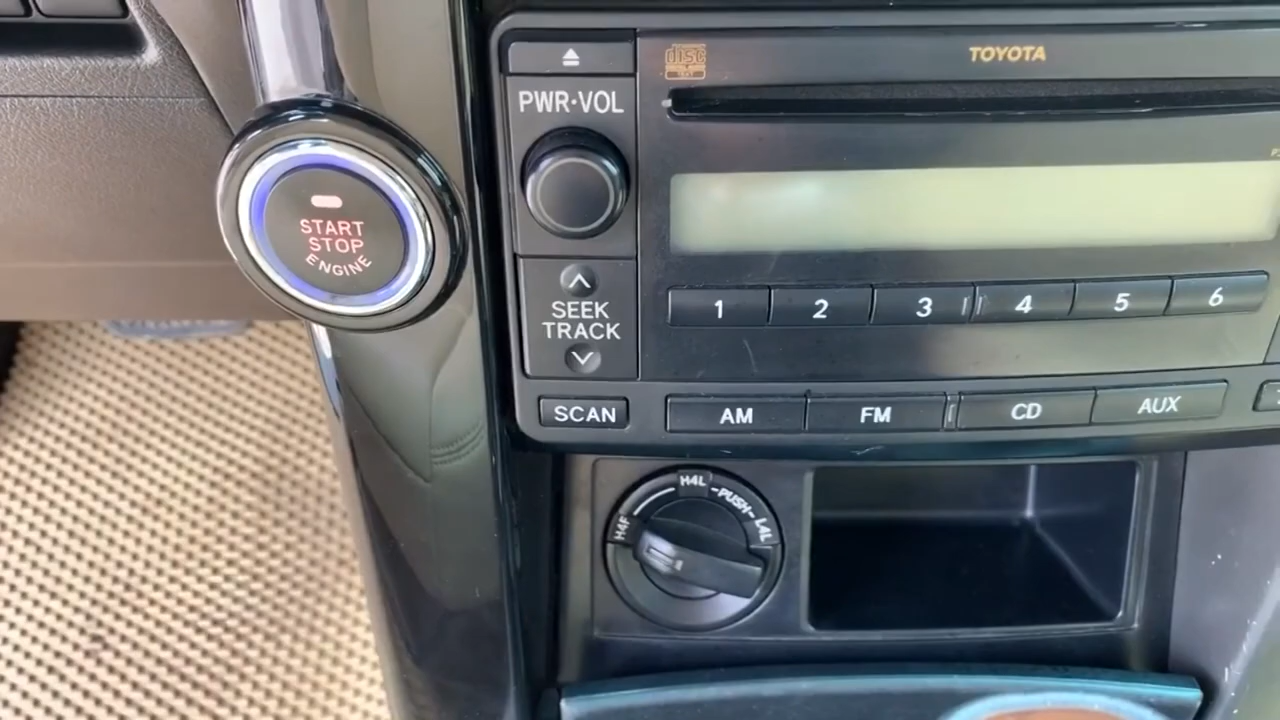 disc
TOYOTA
PWR·VOL
START
STOP
ENGINE
SEEK
TRACK
1 2 3 4 5 6
SCAN
AM FM CD AUX
H4F H4L -PUSH- L4L